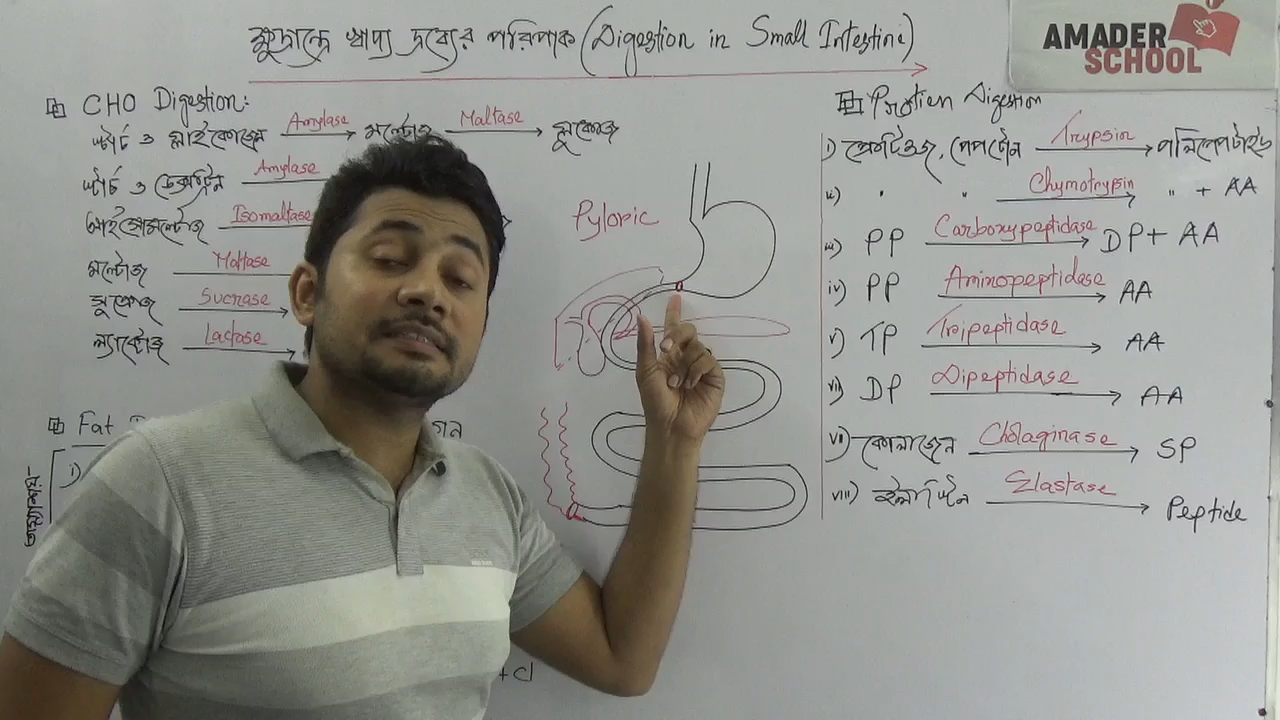 ক্ষুদ্রান্ত্রে খাদ্য দ্রব্যের পরিপাক (Digestion in Small Intestine)
AMADER
SCHOOL
CHO Digestion:
স্টার্চ ও গ্লাইকোজেন Amylase মল্টোজ Maltase গ্লুকোজ
স্টার্চ ও ডেক্সট্রিন Amylase
আইসোমল্টোজ Isomaltase
মল্টোজ Maltase
সুক্রোজ Sucrase
ল্যাক্টোজ Lactase
Fat
i)
+cl
Pyloric
Protien Digestion
i) প্রোটিওজ, পেপটোন Trypsin পলিপেপটাইড
ii) " " Chymotrypsin " + AA
iii) PP Carboxypeptidase DP + AA
iv) PP Aminopeptidase AA
v) TP Tripeptidase AA
vii) DP Dipeptidase AA
vi) কোলাজেন Cholaginase SP
viii) ইলাস্টিন Elastase Peptide